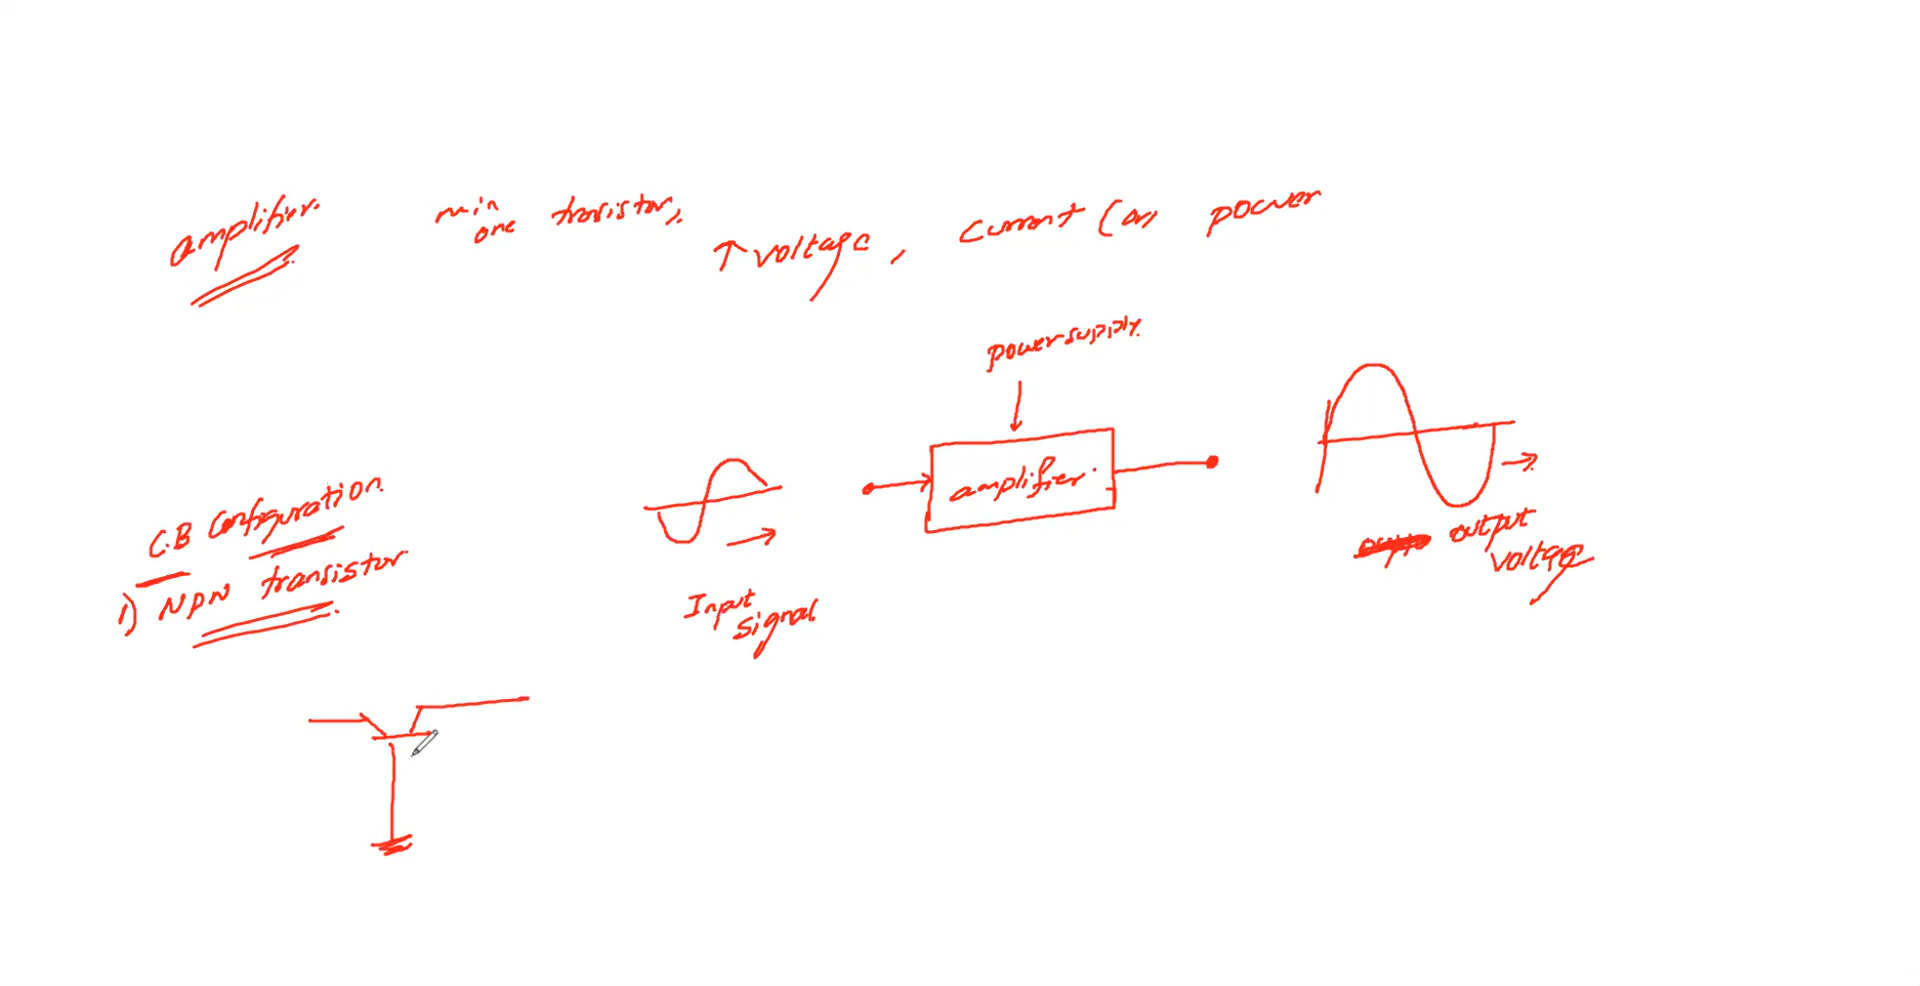 amplifier.
min one transistor,
↑ voltage, current (or) power
power supply.
amplifier.
Input signal
output voltage
C.B Configuration.
1) NPN transistor